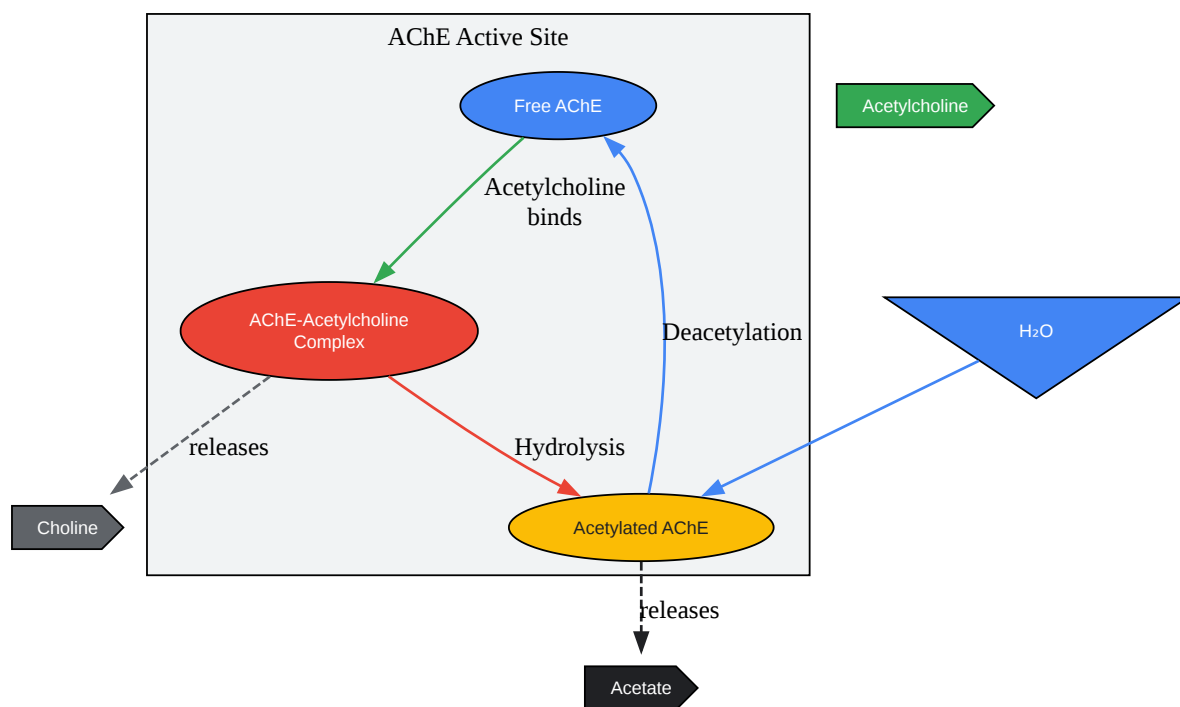 AChE Active Site
Free AChE
Acetylcholine
Acetylcholine
binds
AChE-Acetylcholine
Complex
Deacetylation
H₂O
releases
Hydrolysis
Choline
Acetylated AChE
releases
Acetate